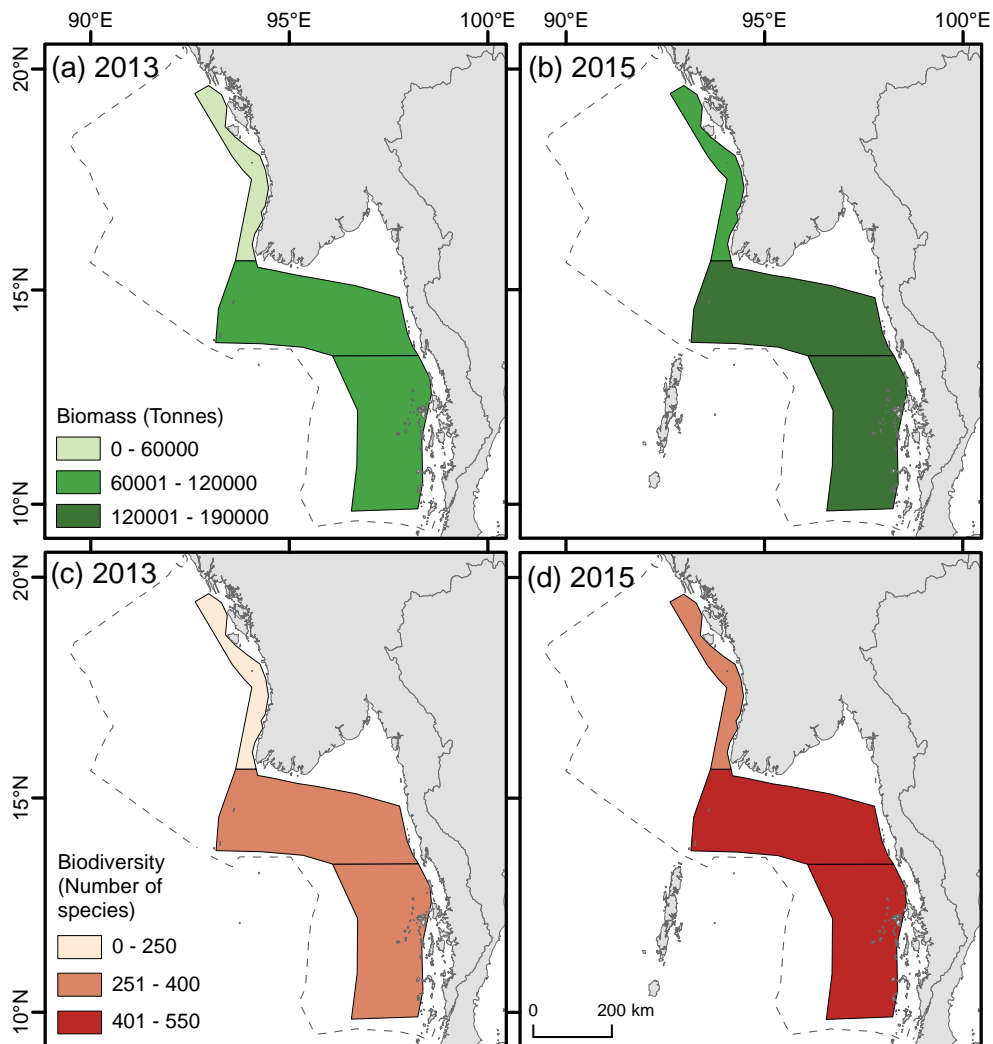 90°E 95°E 100°E 90°E 95°E 100°E
(a) 2013
(b) 2015
20°N
15°N
10°N
Biomass (Tonnes)
0 - 60000
60001 - 120000
120001 - 190000
(c) 2013
(d) 2015
20°N
15°N
10°N
Biodiversity
(Number of
species)
0 - 250
251 - 400
401 - 550
0 200 km